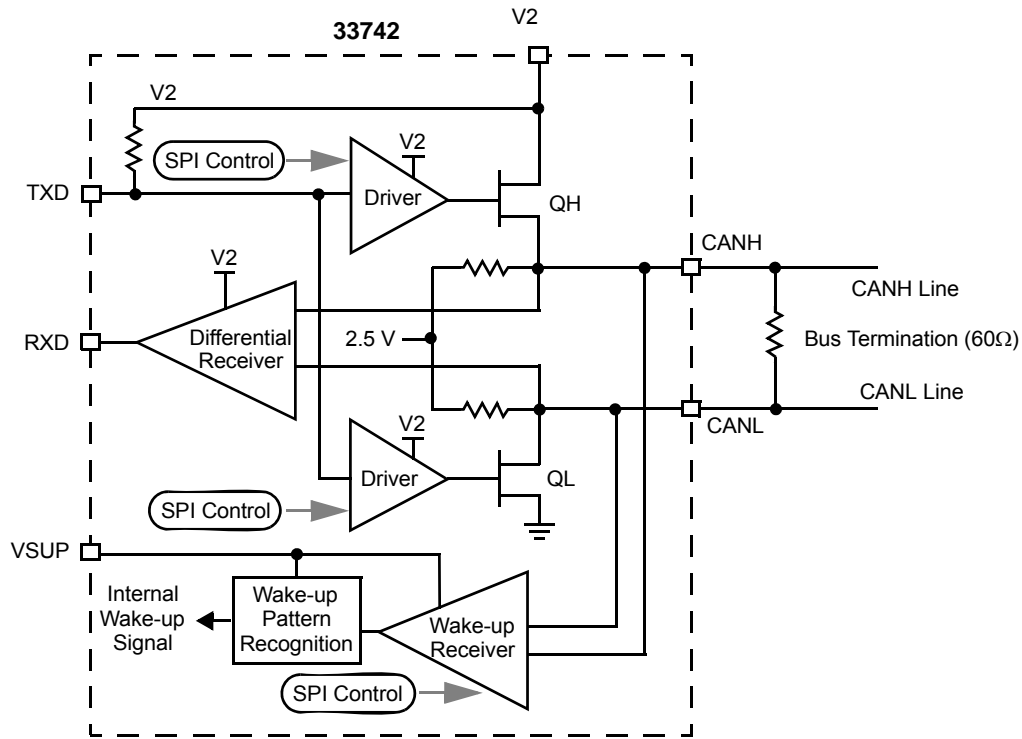 33742
V2
V2
SPI Control
V2
Driver
TXD
QH
V2
CANH
CANH Line
Differential
Receiver
RXD
2.5 V
Bus Termination (60Ω)
CANL Line
V2
CANL
Driver
QL
SPI Control
VSUP
Internal
Wake-up
Signal
Wake-up
Pattern
Recognition
Wake-up
Receiver
SPI Control